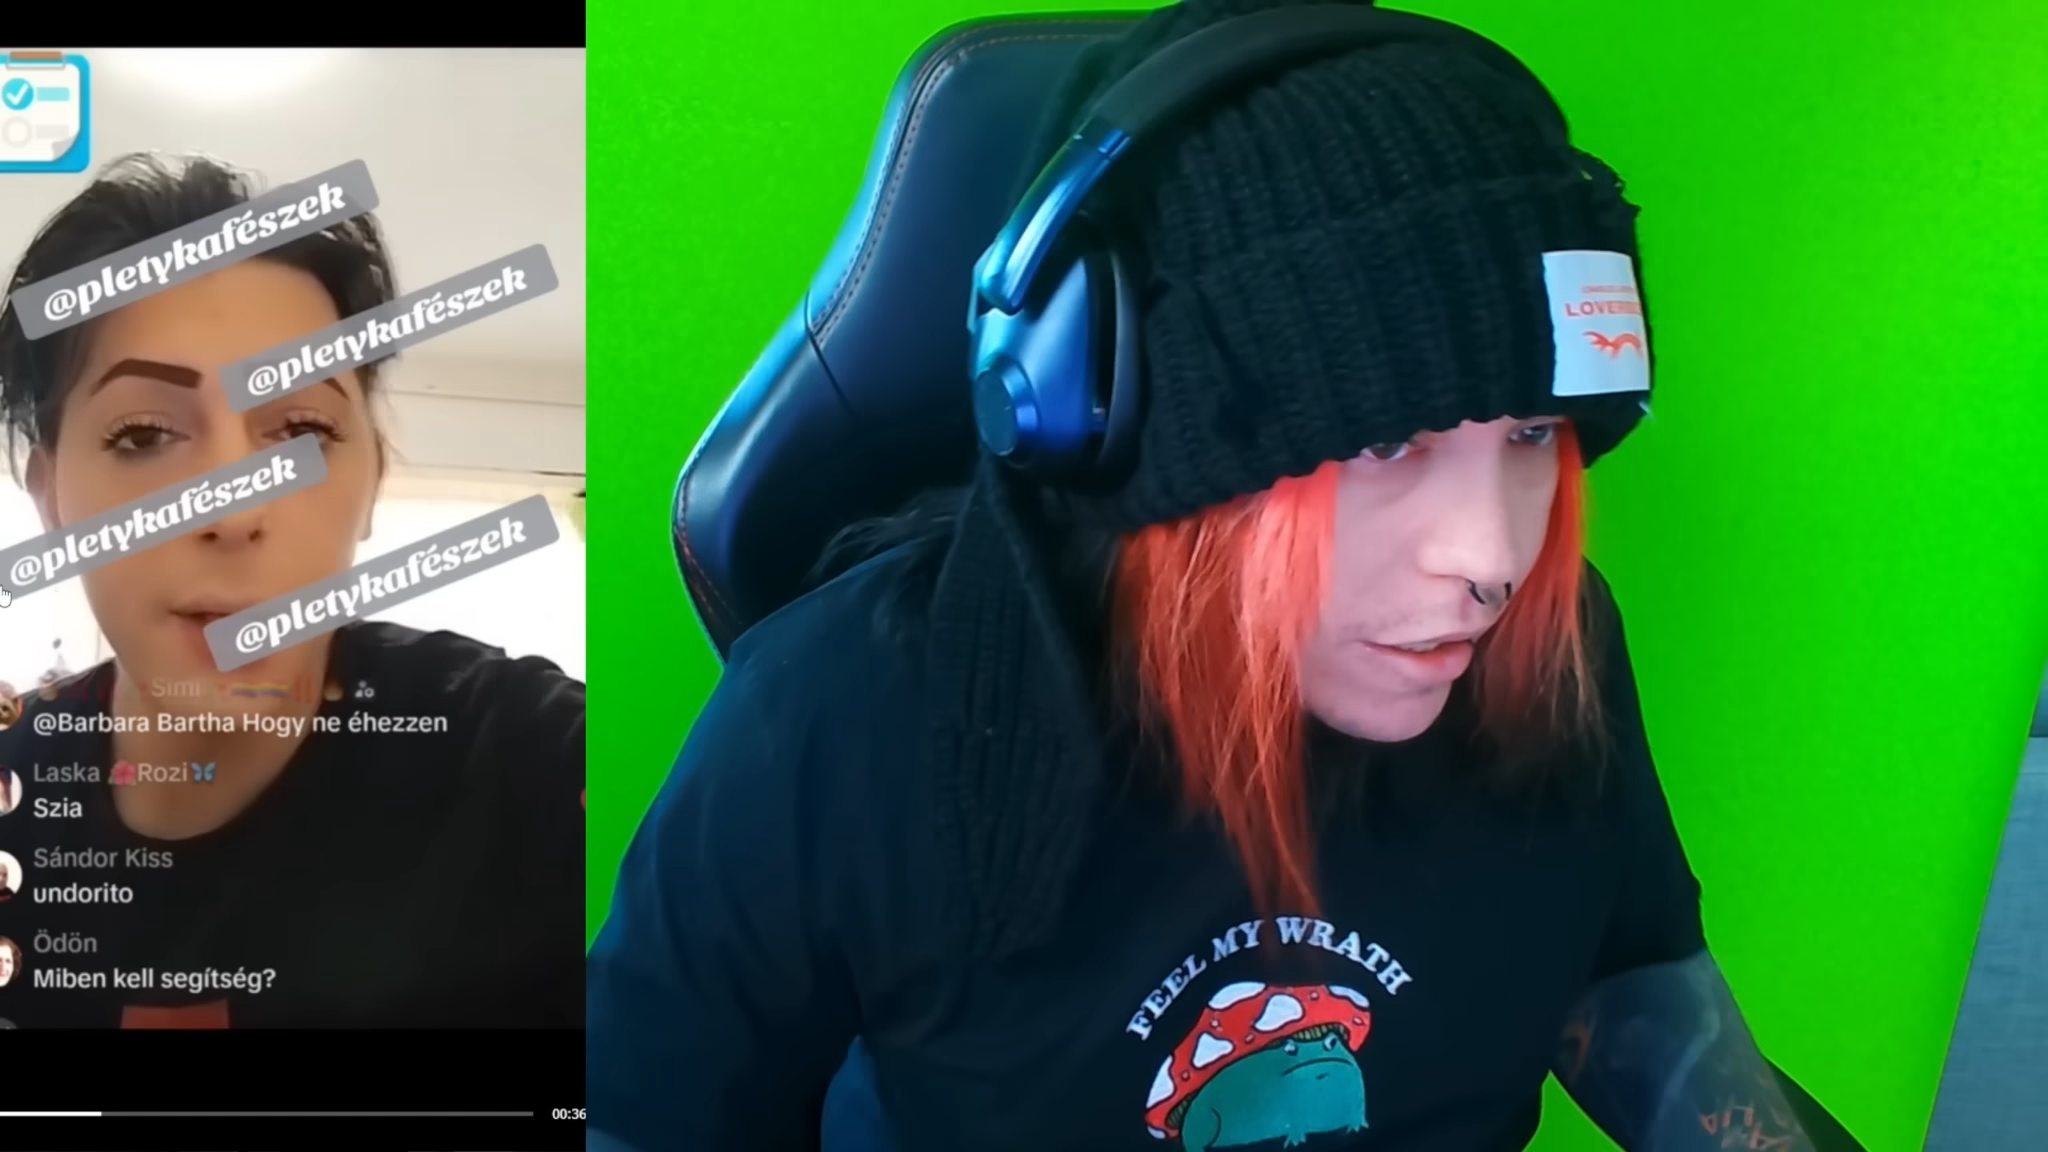 @pletykafészek
@pletykafészek
@pletykafészek
@pletykafészek
Simi
@Barbara Bartha Hogy ne éhezzen
Laska 🌺Rozi🦋
Szia
Sándor Kiss
undorito
Ödön
Miben kell segítség?
00:36
FEEL MY WRATH